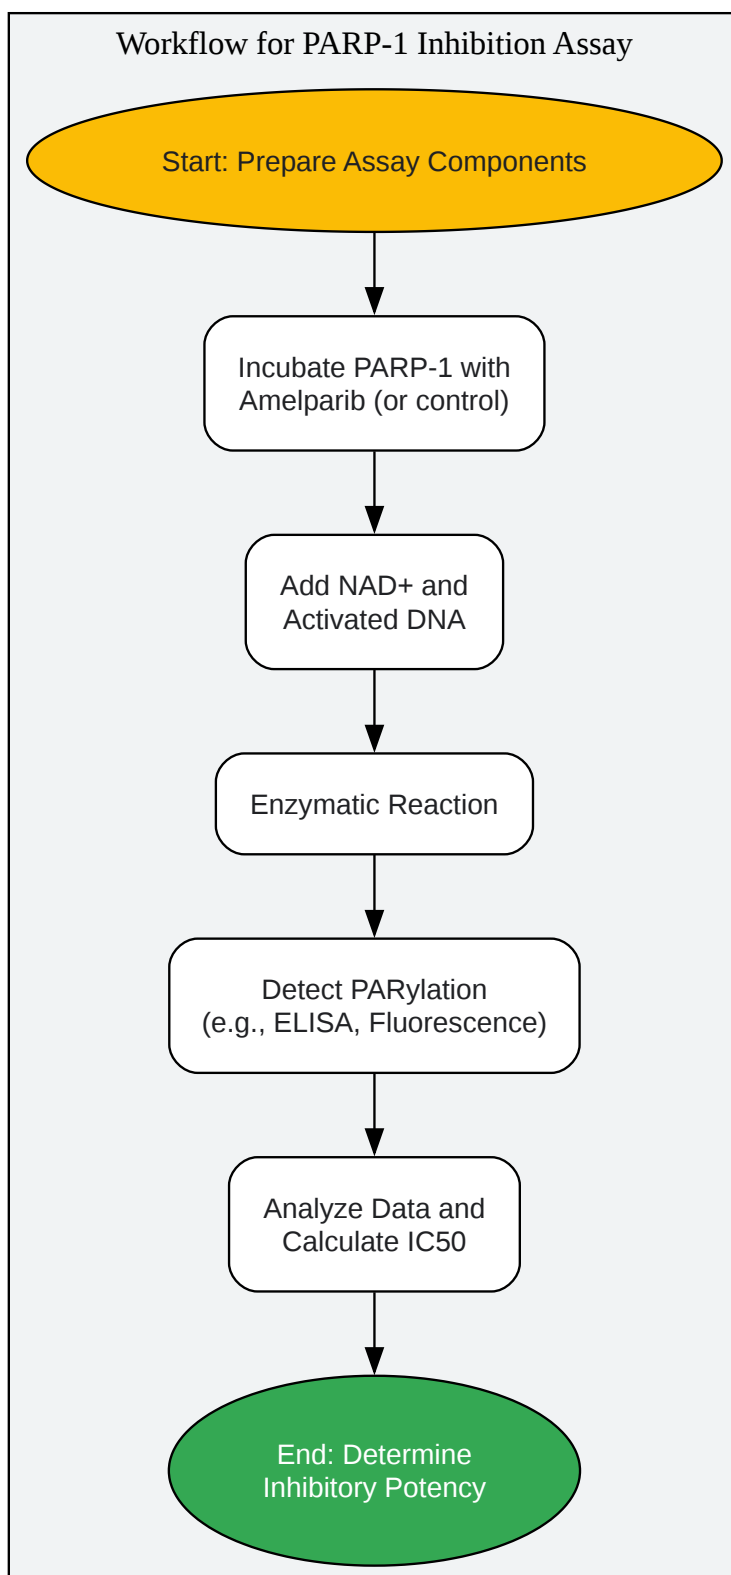 Workflow for PARP-1 Inhibition Assay
Start: Prepare Assay Components
Incubate PARP-1 with
Amelparib (or control)
Add NAD+ and
Activated DNA
Enzymatic Reaction
Detect PARylation
(e.g., ELISA, Fluorescence)
Analyze Data and
Calculate IC50
End: Determine
Inhibitory Potency